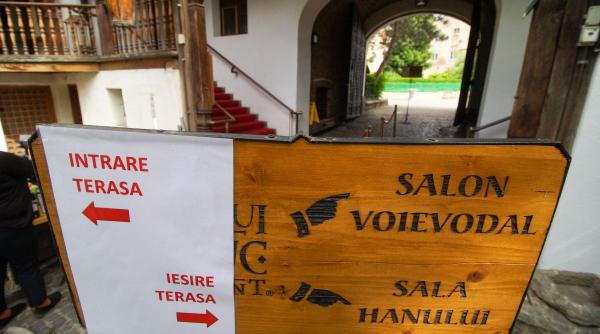 INTRARE
TERASA
IESIRE
TERASA
SALON
VOIEVODAL
SALA
HANULUI